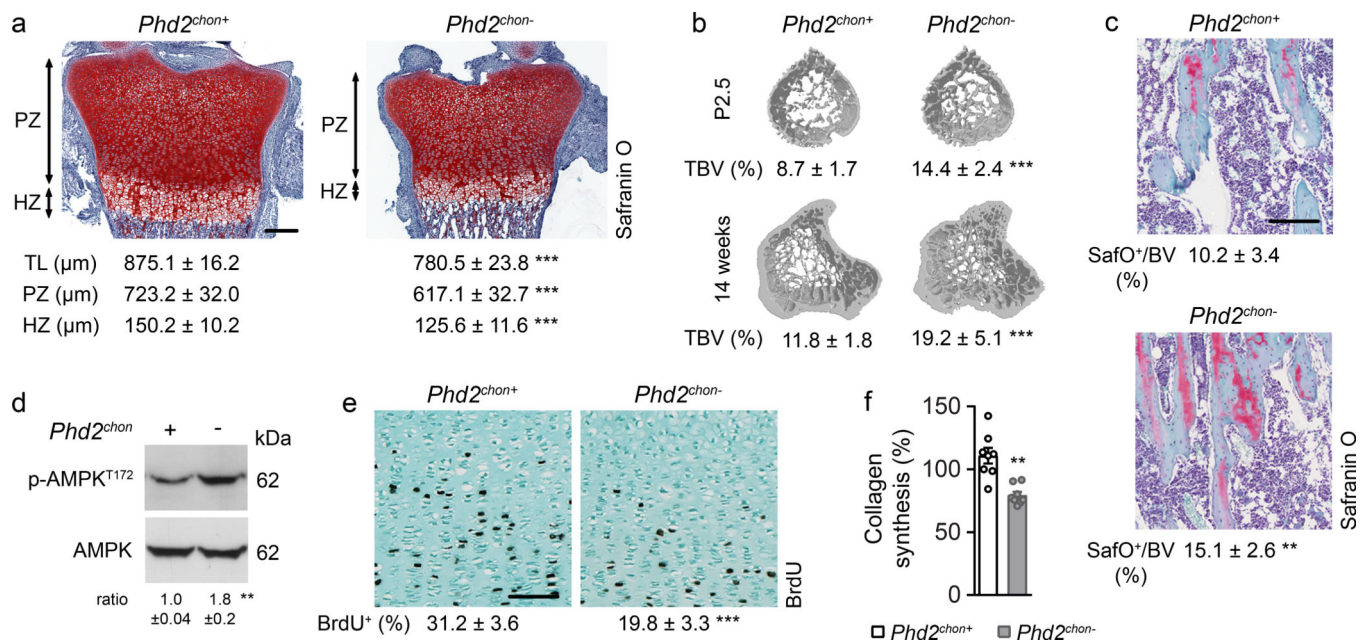 a
Phd2chon+
Phd2chon-
PZ
HZ
PZ
HZ
Safranin O
TL (µm) 875.1 ± 16.2 780.5 ± 23.8 ***
PZ (µm) 723.2 ± 32.0 617.1 ± 32.7 ***
HZ (µm) 150.2 ± 10.2 125.6 ± 11.6 ***
b
Phd2chon+
Phd2chon-
P2.5
TBV (%) 8.7 ± 1.7 14.4 ± 2.4 ***
14 weeks
TBV (%) 11.8 ± 1.8 19.2 ± 5.1 ***
c
Phd2chon+
SafO+/BV 10.2 ± 3.4
(%)
Phd2chon-
Safranin O
SafO+/BV 15.1 ± 2.6 **
(%)
d
Phd2chon + - kDa
p-AMPKT172 62
AMPK 62
ratio 1.0 1.8 **
±0.04 ±0.2
e
Phd2chon+
Phd2chon-
BrdU
BrdU+ (%) 31.2 ± 3.6 19.8 ± 3.3 ***
f
Collagen
synthesis (%)
150
100
50
0
**
Phd2chon+ Phd2chon-